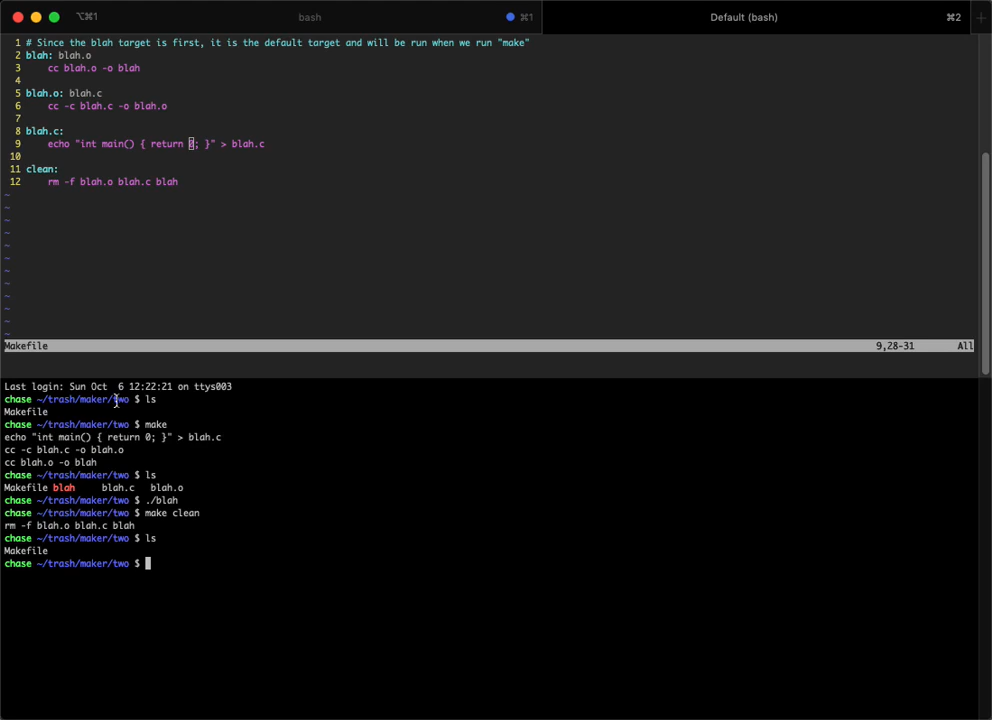 ⌥⌘1 bash ⌘1 Default (bash) ⌘2 +
1 # Since the blah target is first, it is the default target and will be run when we run "make"
2 blah: blah.o
3 cc blah.o -o blah
4
5 blah.o: blah.c
6 cc -c blah.c -o blah.o
7
8 blah.c:
9 echo "int main() { return 0; }" > blah.c
10
11 clean:
12 rm -f blah.o blah.c blah
~
~
~
~
~
~
~
~
~
~
~
~
Makefile 9,28-31 All
Last login: Sun Oct 6 12:22:21 on ttys003
chase ~/trash/maker/two $ ls
Makefile
chase ~/trash/maker/two $ make
echo "int main() { return 0; }" > blah.c
cc -c blah.c -o blah.o
cc blah.o -o blah
chase ~/trash/maker/two $ ls
Makefile blah blah.c blah.o
chase ~/trash/maker/two $ ./blah
chase ~/trash/maker/two $ make clean
rm -f blah.o blah.c blah
chase ~/trash/maker/two $ ls
Makefile
chase ~/trash/maker/two $